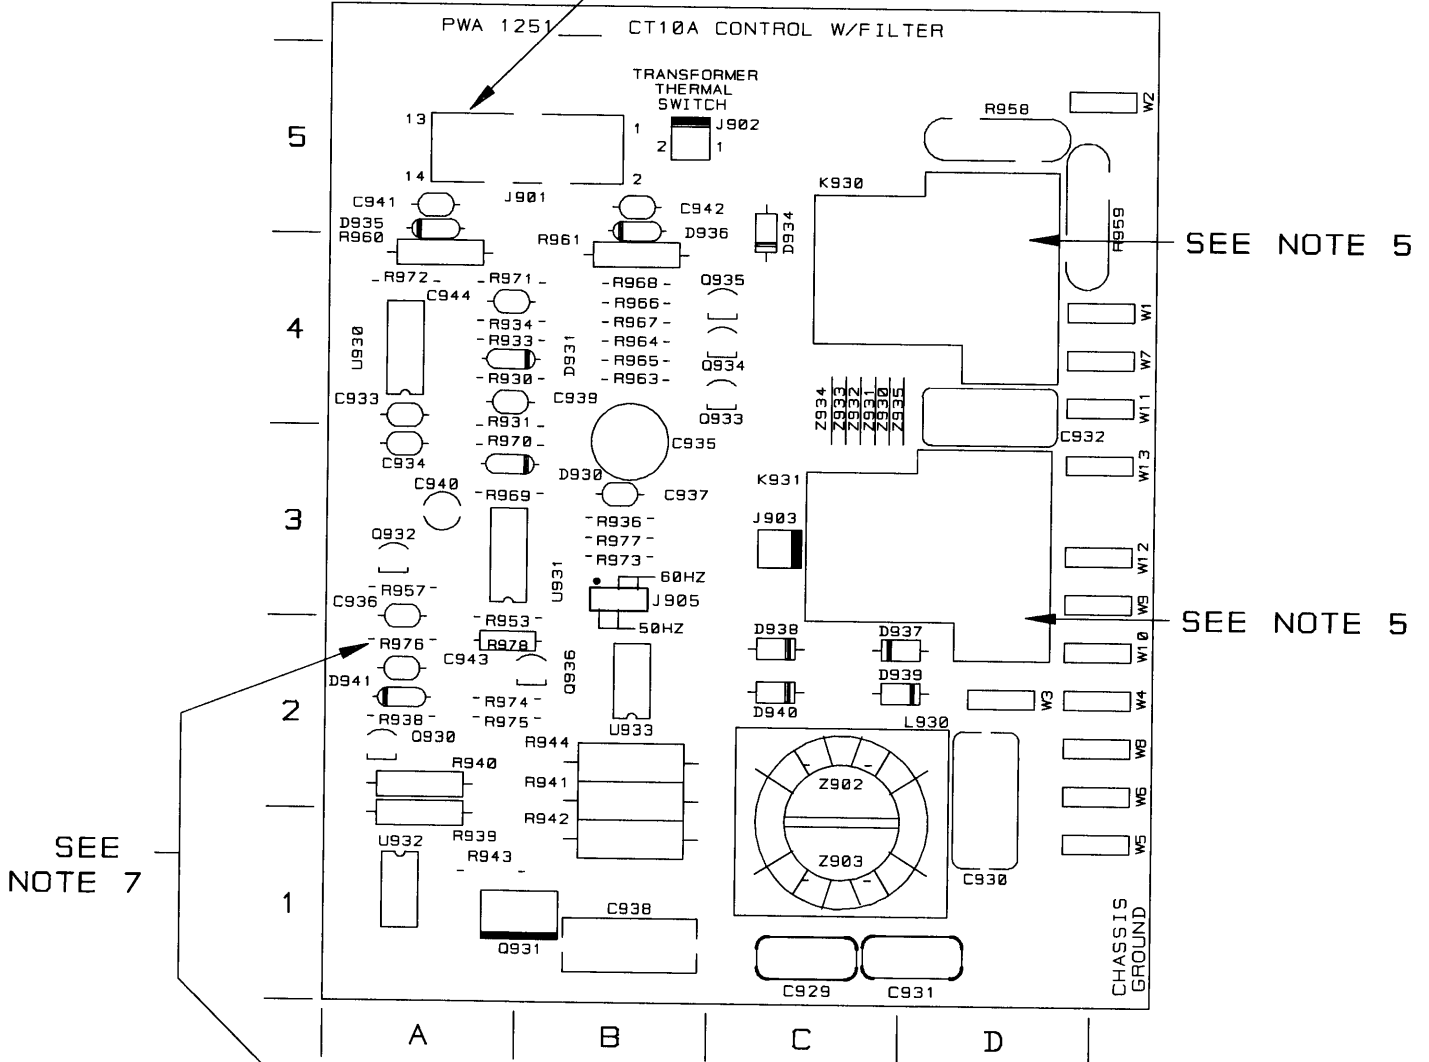 PWA 1251___ CT10A CONTROL W/FILTER
TRANSFORMER
THERMAL
SWITCH
J902
2 1
13 1
14 2
J901
R958
W2
5
C941
D935
R960
C942
D936
R961
D934
K930
R959
SEE NOTE 5
R972
C944
R971
R968
Q935
R966
W1
4
U930
R934
R933
D931
R967
R964
R965
R963
Q934
W7
R930
C933
C939
Q933
Z934
Z933
Z932
Z931
Z930
Z935
W11
R931
R970
C934
C935
C932
W13
D930
C940
R969
C937
K931
3
Q932
R936
R977
R973
J903
W12
U931
60HZ
J905
50HZ
R957
C936
W9
SEE NOTE 5
R953
R976
R978
C943
D938
D937
W10
D941
Q936
D940
D939
W3
W4
2
R974
R975
R938
Q930
U933
L930
R944
W8
R940
R941
Z902
W6
R942
R939
U932
R943
Z903
W5
SEE
NOTE 7
C930
1
C938
Q931
C929
C931
CHASSIS
GROUND
A B C D